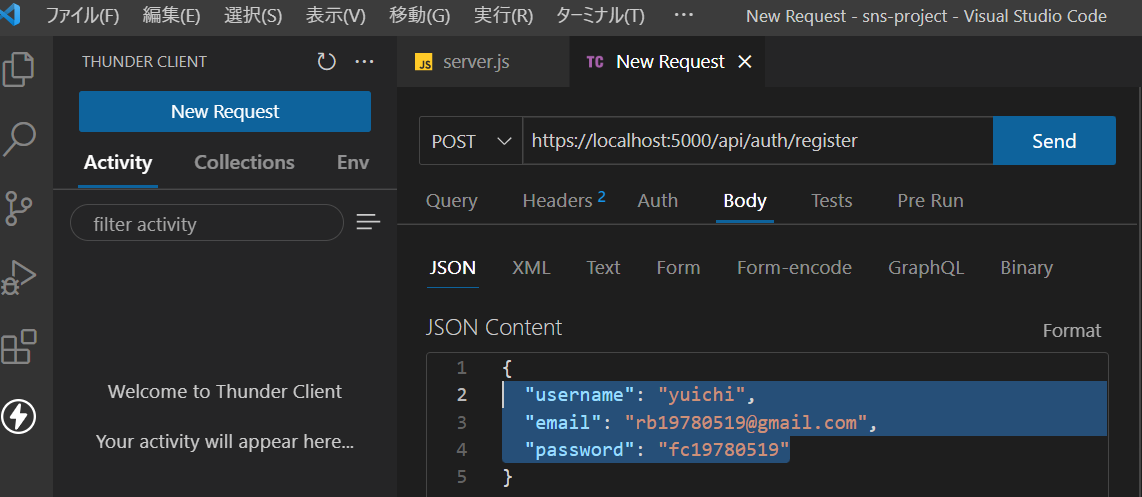 ファイル(F) 編集(E) 選択(S) 表示(V) 移動(G) 実行(R) ターミナル(T) ··· New Request - sns-project - Visual Studio Code
THUNDER CLIENT ···
New Request
Activity Collections Env
filter activity
Welcome to Thunder Client
Your activity will appear here...
JS server.js TC New Request ×
POST https://localhost:5000/api/auth/register Send
Query Headers 2 Auth Body Tests Pre Run
JSON XML Text Form Form-encode GraphQL Binary
JSON Content Format
1 {
2 "username": "yuichi",
3 "email": "rb19780519@gmail.com",
4 "password": "fc19780519"
5 }